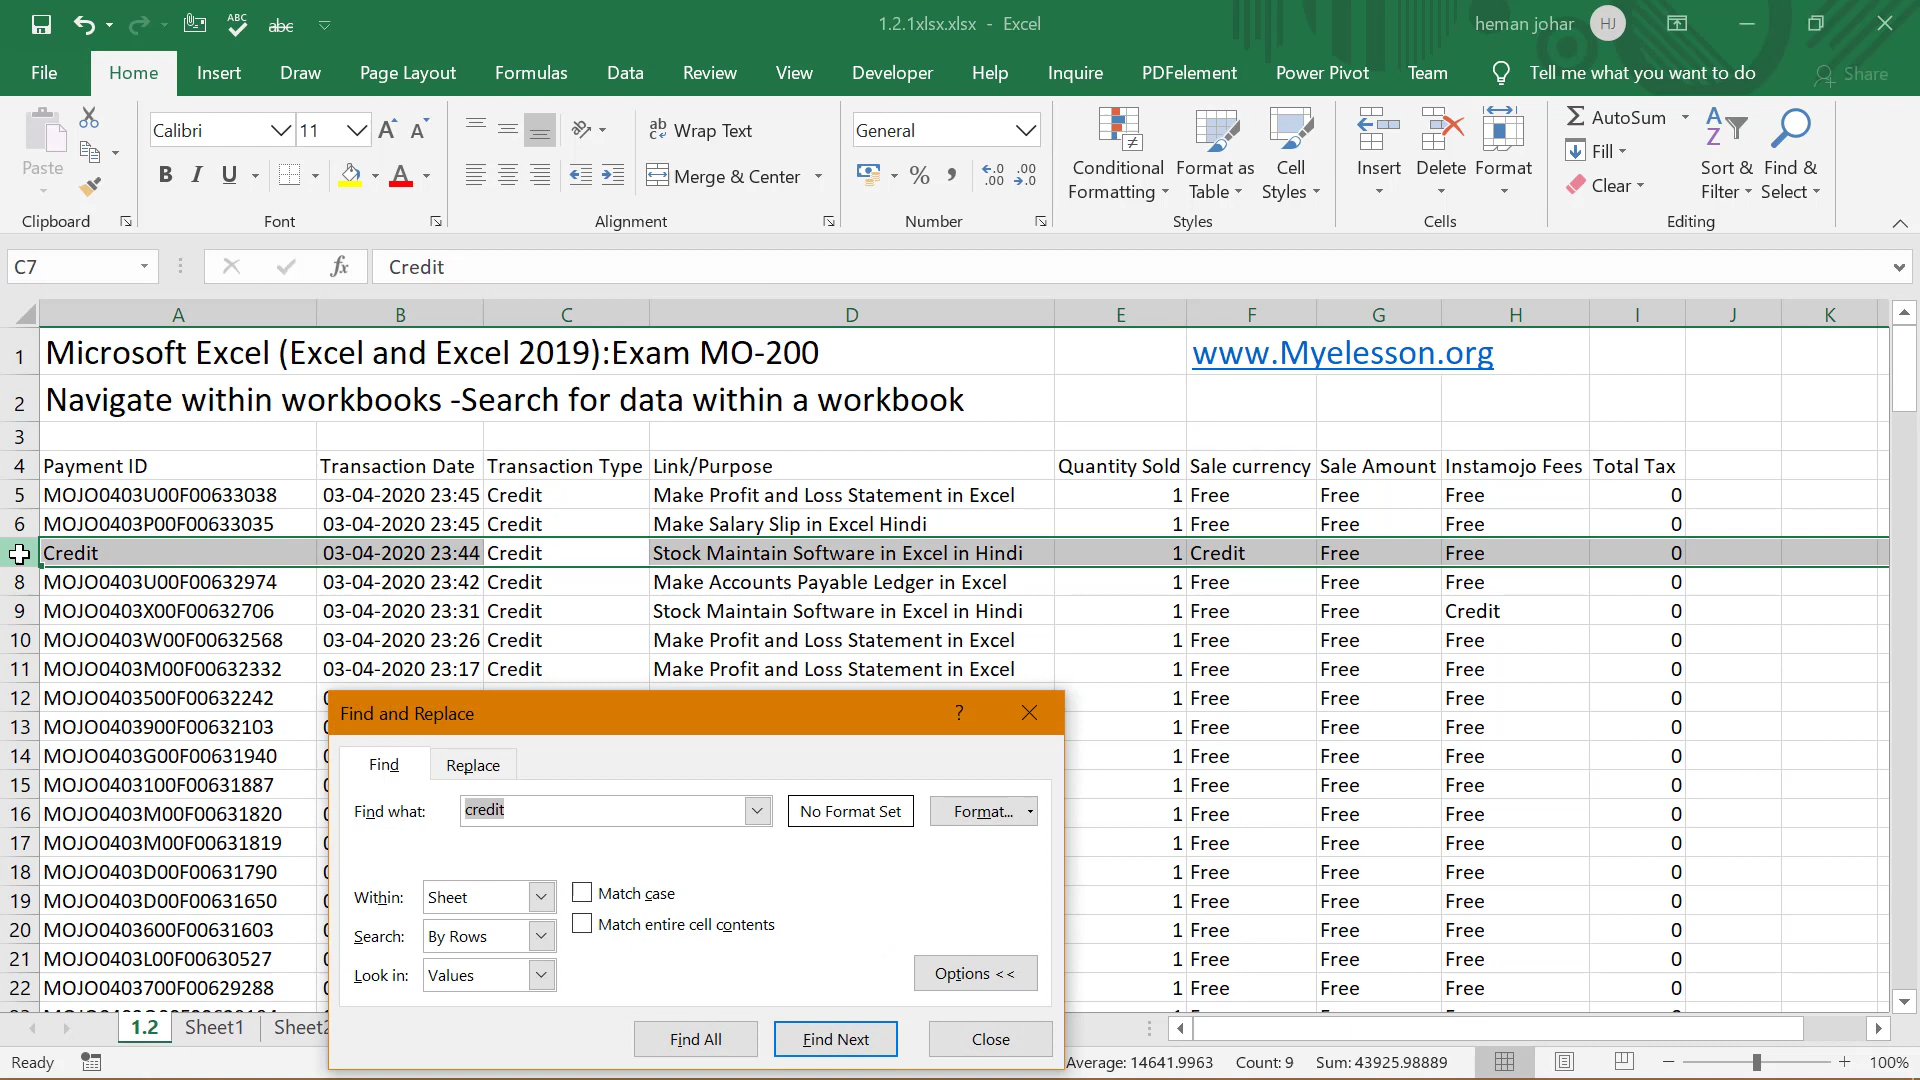 1.2.1xlsx.xlsx - Excel
heman johar HJ
ABC abc
File Home Insert Draw Page Layout Formulas Data Review View Developer Help Inquire PDFelement Power Pivot Team Tell me what you want to do Share
Paste
Clipboard
Calibri 11 A A
B I U A
Font
ab Wrap Text
Merge & Center
Alignment
General
% , .00 .00
Number
Conditional Formatting
Format as Table
Cell Styles
Styles
Insert Delete Format
Cells
AutoSum
Fill
Clear
Sort & Filter
Find & Select
Editing
C7 fx Credit
A B C D E F G H I J K
1 Microsoft Excel (Excel and Excel 2019):Exam MO-200 www.Myelesson.org
2 Navigate within workbooks -Search for data within a workbook
3
4 Payment ID Transaction Date Transaction Type Link/Purpose Quantity Sold Sale currency Sale Amount Instamojo Fees Total Tax
5 MOJO0403U00F00633038 03-04-2020 23:45 Credit Make Profit and Loss Statement in Excel 1 Free Free Free 0
6 MOJO0403P00F00633035 03-04-2020 23:45 Credit Make Salary Slip in Excel Hindi 1 Free Free Free 0
Credit 03-04-2020 23:44 Credit Stock Maintain Software in Excel in Hindi 1 Credit Free Free 0
8 MOJO0403U00F00632974 03-04-2020 23:42 Credit Make Accounts Payable Ledger in Excel 1 Free Free Free 0
9 MOJO0403X00F00632706 03-04-2020 23:31 Credit Stock Maintain Software in Excel in Hindi 1 Free Free Credit 0
10 MOJO0403W00F00632568 03-04-2020 23:26 Credit Make Profit and Loss Statement in Excel 1 Free Free Free 0
11 MOJO0403M00F00632332 03-04-2020 23:17 Credit Make Profit and Loss Statement in Excel 1 Free Free Free 0
12 MOJO0403500F00632242 1 Free Free Free 0
13 MOJO0403900F00632103 1 Free Free Free 0
14 MOJO0403G00F00631940 1 Free Free Free 0
15 MOJO0403100F00631887 1 Free Free Free 0
16 MOJO0403M00F00631820 1 Free Free Free 0
17 MOJO0403M00F00631819 1 Free Free Free 0
18 MOJO0403D00F00631790 1 Free Free Free 0
19 MOJO0403D00F00631650 1 Free Free Free 0
20 MOJO0403600F00631603 1 Free Free Free 0
21 MOJO0403L00F00630527 1 Free Free Free 0
22 MOJO0403700F00629288 1 Free Free Free 0
Find and Replace ?
Find Replace
Find what: credit No Format Set Format...
Within: Sheet Match case
Match entire cell contents
Search: By Rows
Look in: Values
Options <<
Find All Find Next Close
1.2 Sheet1 Sheet2
Ready Average: 14641.9963 Count: 9 Sum: 43925.98889 100%